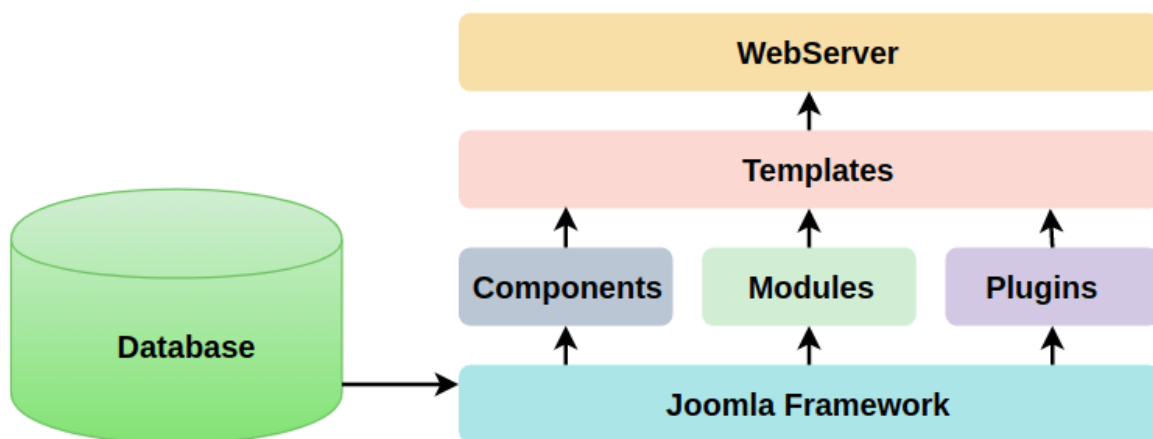 WebServer
Templates
Components
Modules
Plugins
Database
Joomla Framework